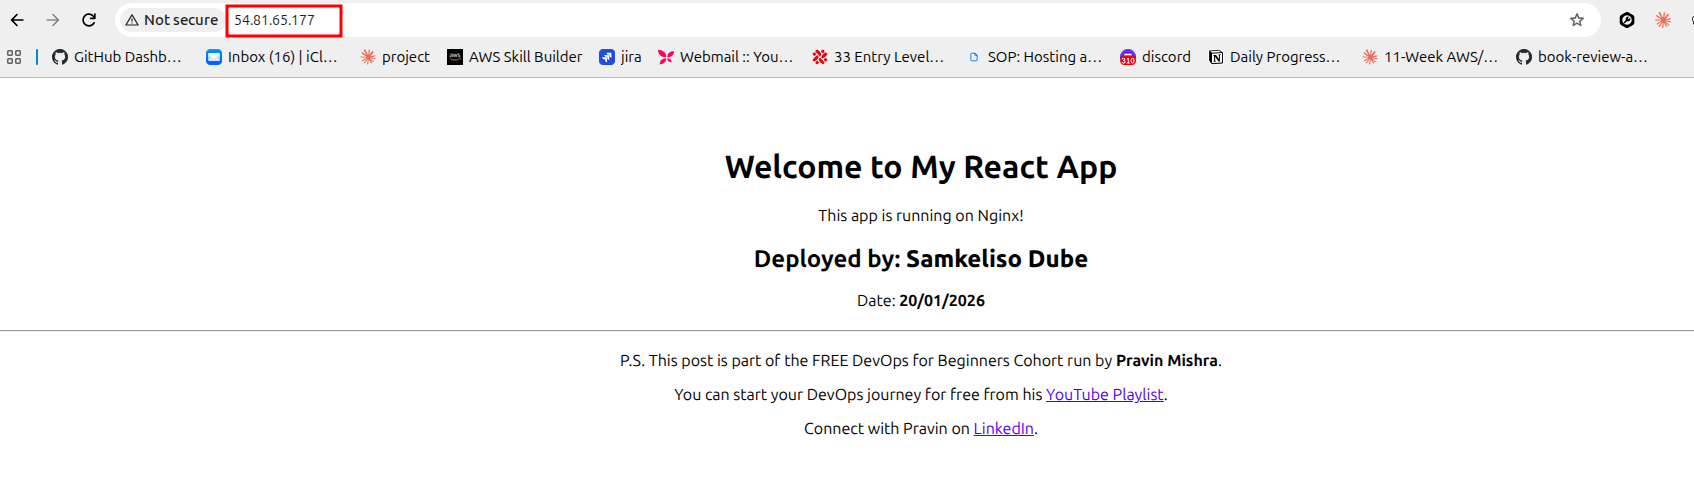 Not secure 54.81.65.177
GitHub Dashb… Inbox (16) | iCl… project AWS Skill Builder jira Webmail :: You… 33 Entry Level… SOP: Hosting a… 310 discord Daily Progress… 11-Week AWS/… book-review-a…
Welcome to My React App
This app is running on Nginx!
Deployed by: Samkeliso Dube
Date: 20/01/2026
P.S. This post is part of the FREE DevOps for Beginners Cohort run by Pravin Mishra.
You can start your DevOps journey for free from his YouTube Playlist.
Connect with Pravin on LinkedIn.